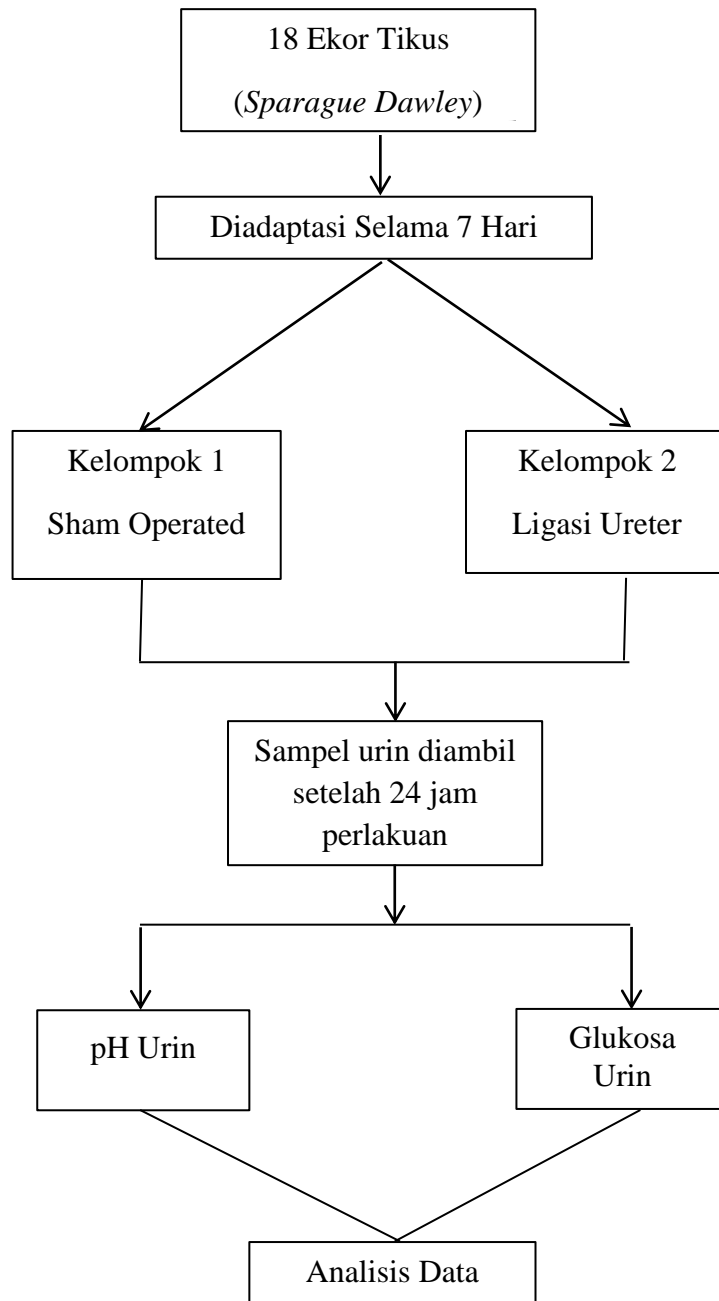 18 Ekor Tikus
(Sparague Dawley)
Diadaptasi Selama 7 Hari
Kelompok 1
Sham Operated
Kelompok 2
Ligasi Ureter
Sampel urin diambil
setelah 24 jam
perlakuan
pH Urin
Glukosa
Urin
Analisis Data